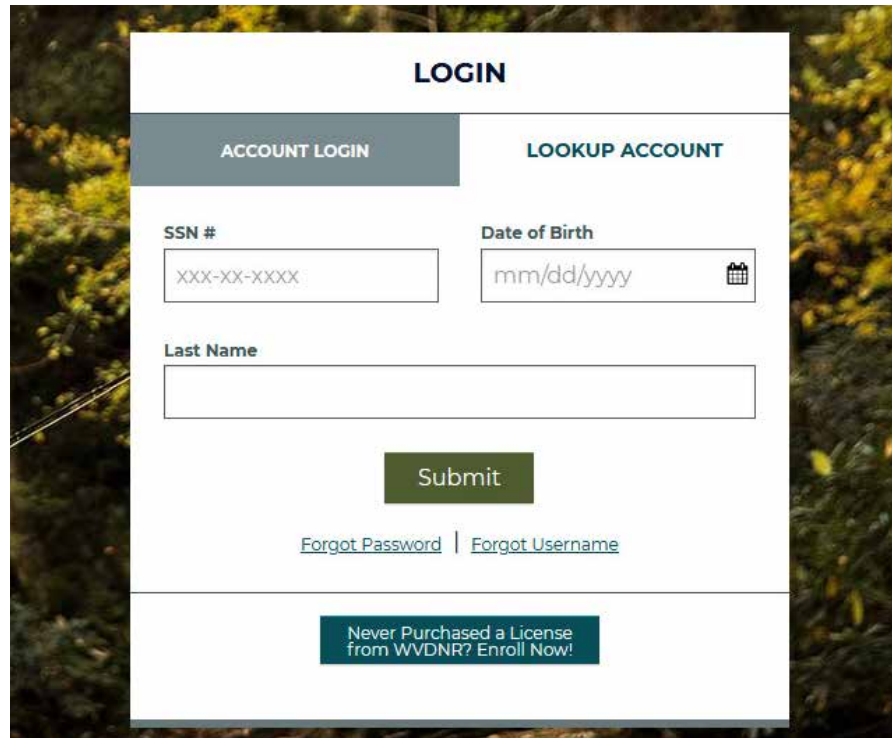 LOGIN
ACCOUNT LOGIN
LOOKUP ACCOUNT
SSN #
Date of Birth
xxx-xx-xxxx
mm/dd/yyyy
Last Name
Submit
Forgot Password | Forgot Username
Never Purchased a License
from WVDNR? Enroll Now!